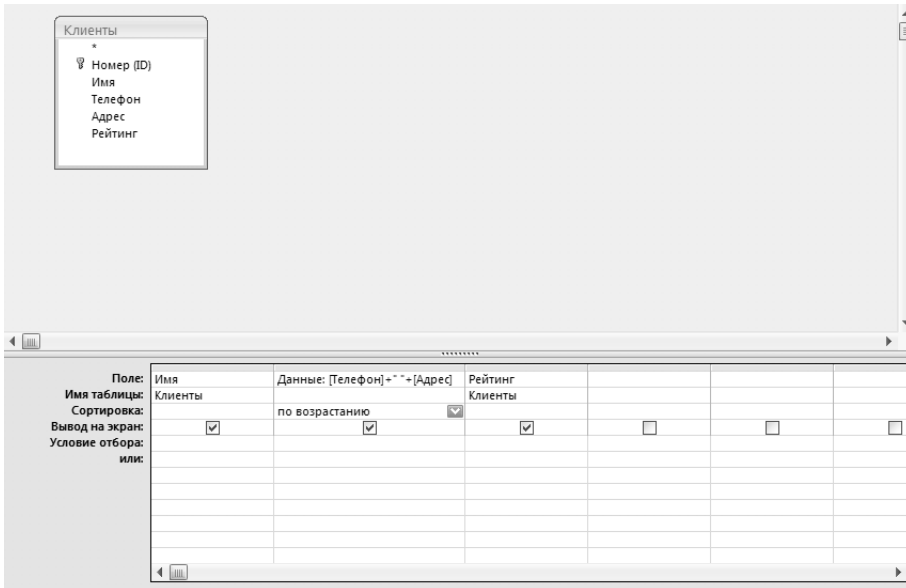 Клиенты
*
Номер (ID)
Имя
Телефон
Адрес
Рейтинг
Поле: Имя Данные: [Телефон]+" "+[Адрес] Рейтинг
Имя таблицы: Клиенты Клиенты
Сортировка: по возрастанию
Вывод на экран:
Условие отбора:
или: